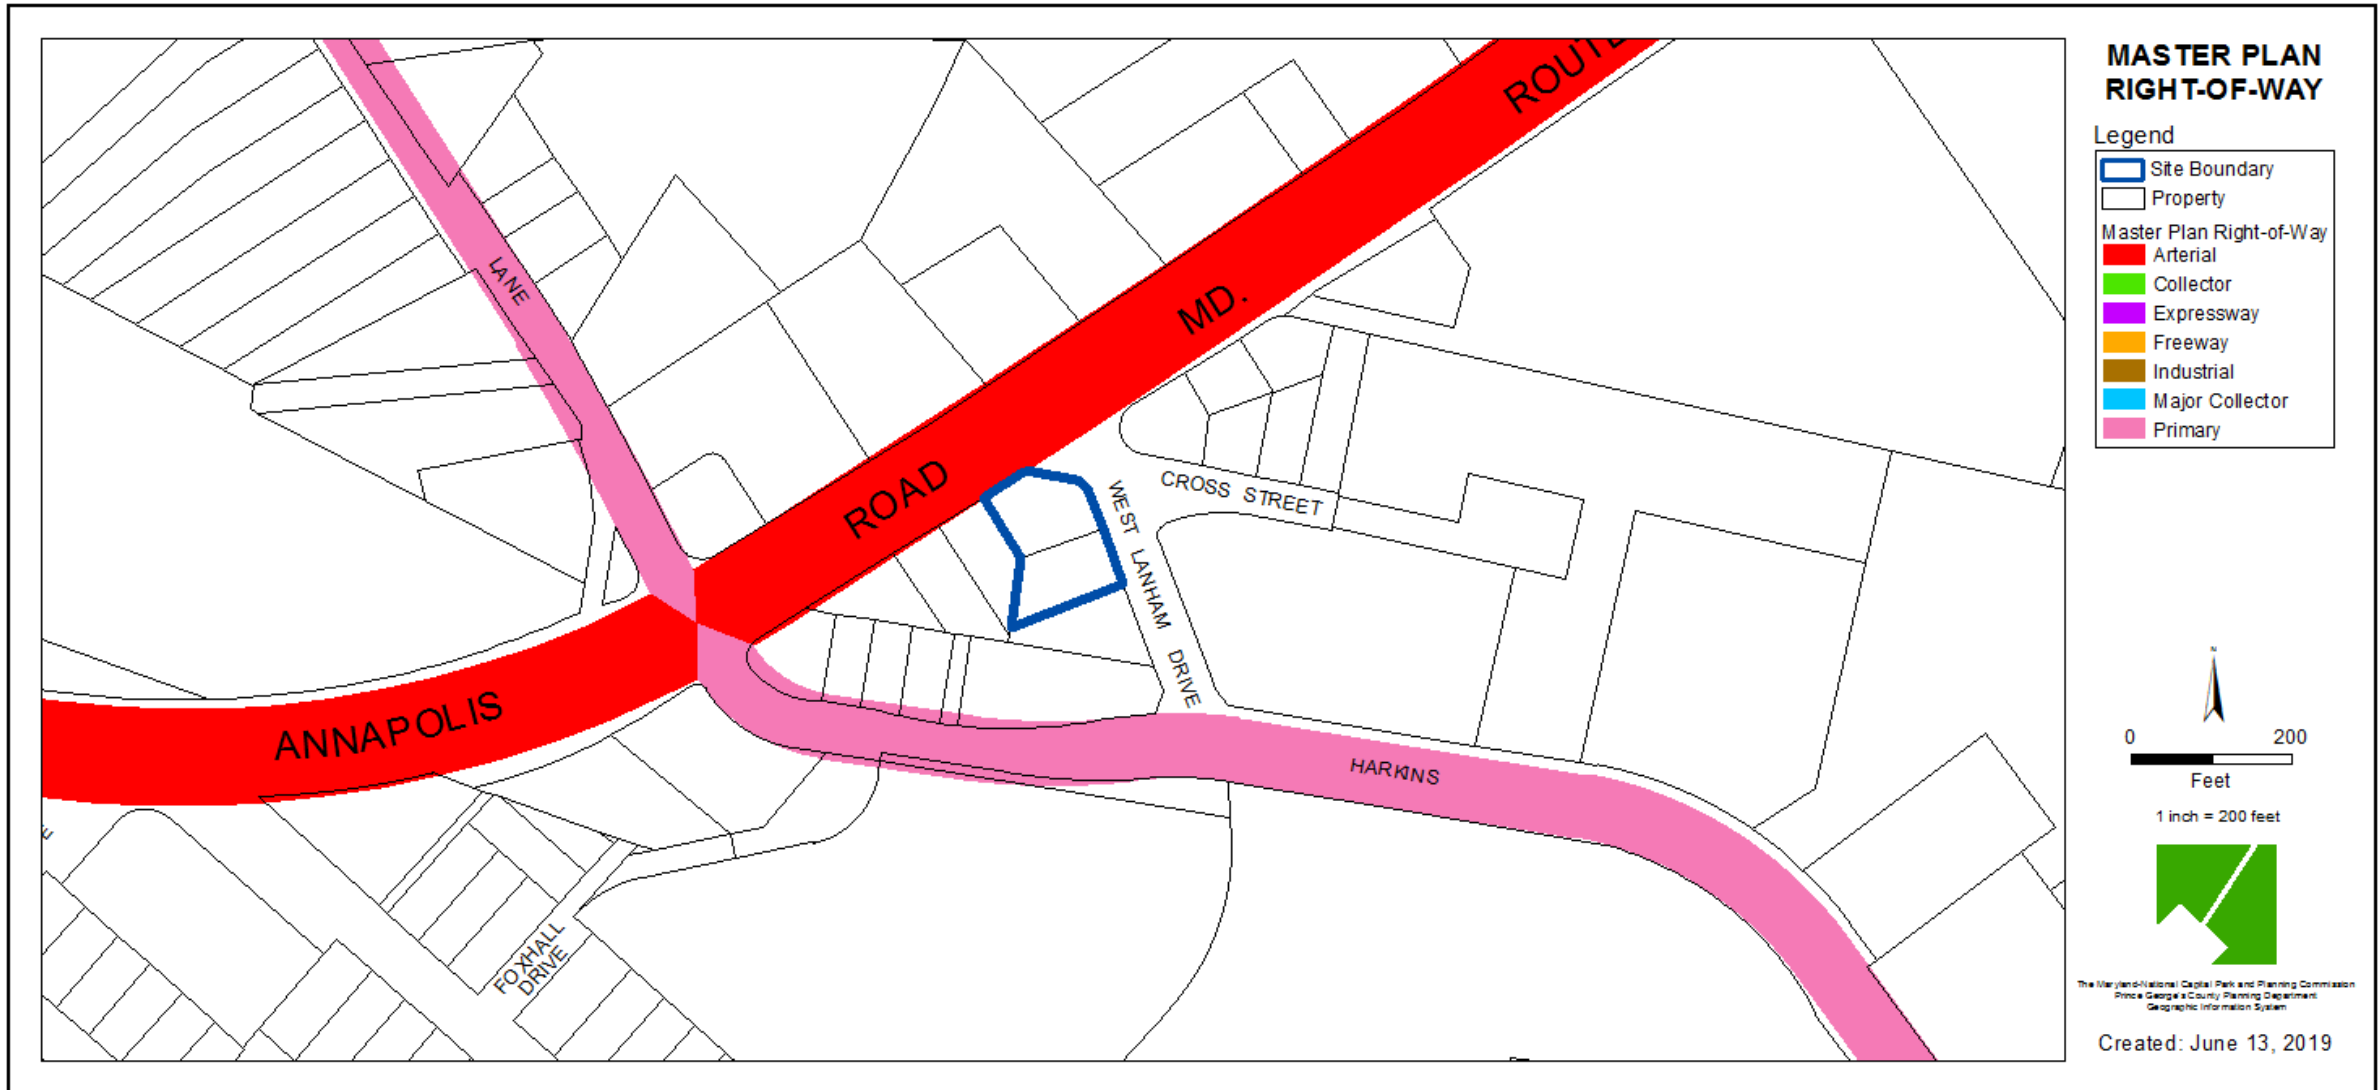 MASTER PLAN
RIGHT-OF-WAY
Legend
Site Boundary
Property
Master Plan Right-of-Way
Arterial
Collector
Expressway
Freeway
Industrial
Major Collector
Primary
ROUTE
MD.
LANE
ROAD
CROSS STREET
WEST LANHAM DRIVE
ANNAPOLIS
HARKINS
FOXHALL
DRIVE
E
N
0 200
Feet
1 inch = 200 feet
The Maryland-National Capital Park and Planning Commission
Prince George's County Planning Department
Geographic Information System
Created: June 13, 2019